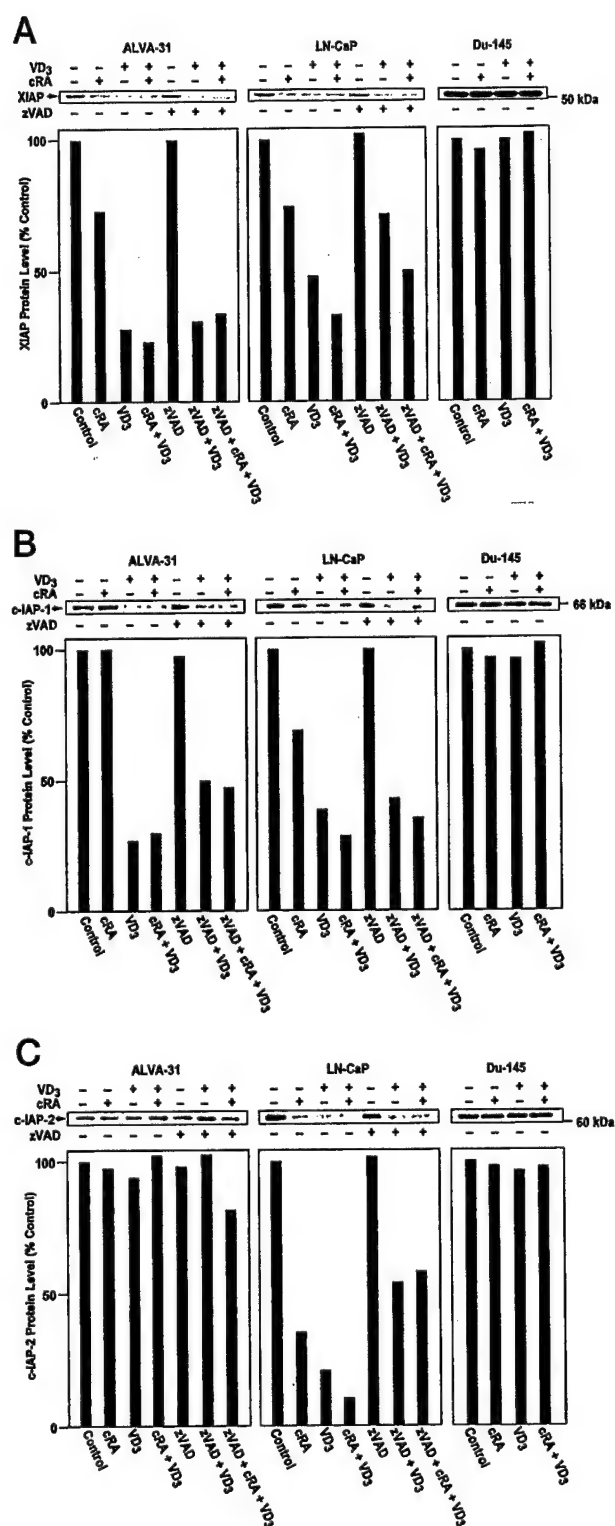 A
ALVA-31 LN-CaP Du-145
VD3 − − + + − + + − − + + − + + − − + +
cRA − + − + − − + − + − + − − + − + − +
XIAP 50 kDa
zVAD − − − − + + + − − − − + + + − − − −
100
50
0
XIAP Protein Level (% Control)
Control cRA VD3 cRA + VD3 zVAD zVAD + VD3 zVAD + cRA + VD3 Control cRA VD3 cRA + VD3 zVAD zVAD + VD3 zVAD + cRA + VD3 Control cRA VD3 cRA + VD3
B
ALVA-31 LN-CaP Du-145
VD3 − − + + − + + − − + + − + + − − + +
cRA − + − + − − + − + − + − − + − + − +
c-IAP-1 66 kDa
zVAD − − − − + + + − − − − + + + − − − −
100
50
0
c-IAP-1 Protein Level (% Control)
Control cRA VD3 cRA + VD3 zVAD zVAD + VD3 zVAD + cRA + VD3 Control cRA VD3 cRA + VD3 zVAD zVAD + VD3 zVAD + cRA + VD3 Control cRA VD3 cRA + VD3
C
ALVA-31 LN-CaP Du-145
VD3 − − + + − + + − − + + − + + − − + +
cRA − + − + − − + − + − + − − + − + − +
c-IAP-2 60 kDa
zVAD − − − − + + + − − − − + + + − − − −
100
50
0
c-IAP-2 Protein Level (% Control)
Control cRA VD3 cRA + VD3 zVAD zVAD + VD3 zVAD + cRA + VD3 Control cRA VD3 cRA + VD3 zVAD zVAD + VD3 zVAD + cRA + VD3 Control cRA VD3 cRA + VD3